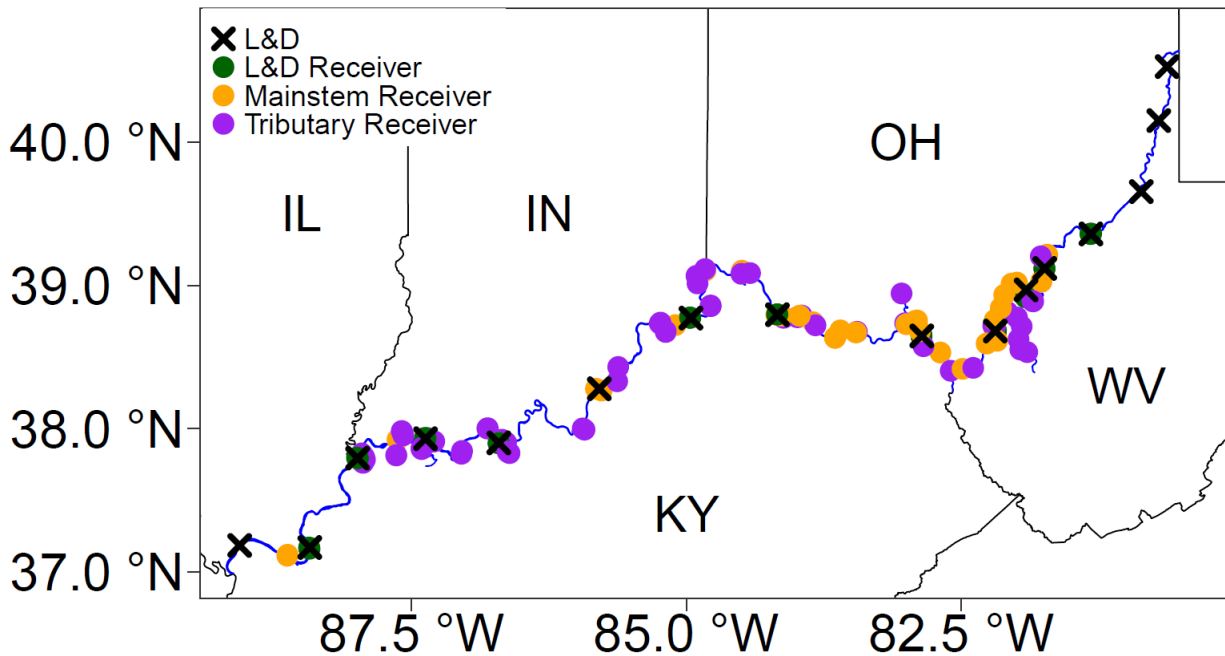 L&D
L&D Receiver
Mainstem Receiver
Tributary Receiver
40.0 °N
39.0 °N
38.0 °N
37.0 °N
IL
IN
OH
WV
KY
87.5 °W
85.0 °W
82.5 °W